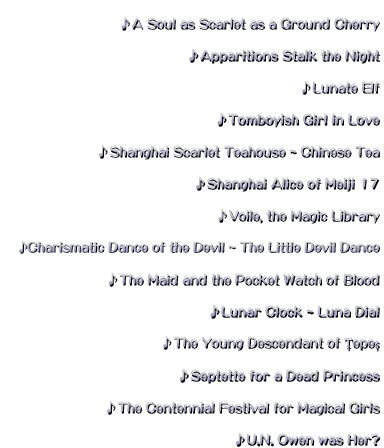 ♪A Soul as Scarlet as a Ground Cherry
♪Apparitions Stalk the Night
♪Lunate Elf
♪Tomboyish Girl in Love
♪Shanghai Scarlet Teahouse ~ Chinese Tea
♪Shanghai Alice of Meiji 17
♪Voile, the Magic Library
♪Charismatic Dance of the Devil ~ The Little Devil Dance
♪The Maid and the Pocket Watch of Blood
♪Lunar Clock ~ Luna Dial
♪The Young Descendant of Țepeș
♪Septette for a Dead Princess
♪The Centennial Festival for Magical Girls
♪U.N. Owen was Her?